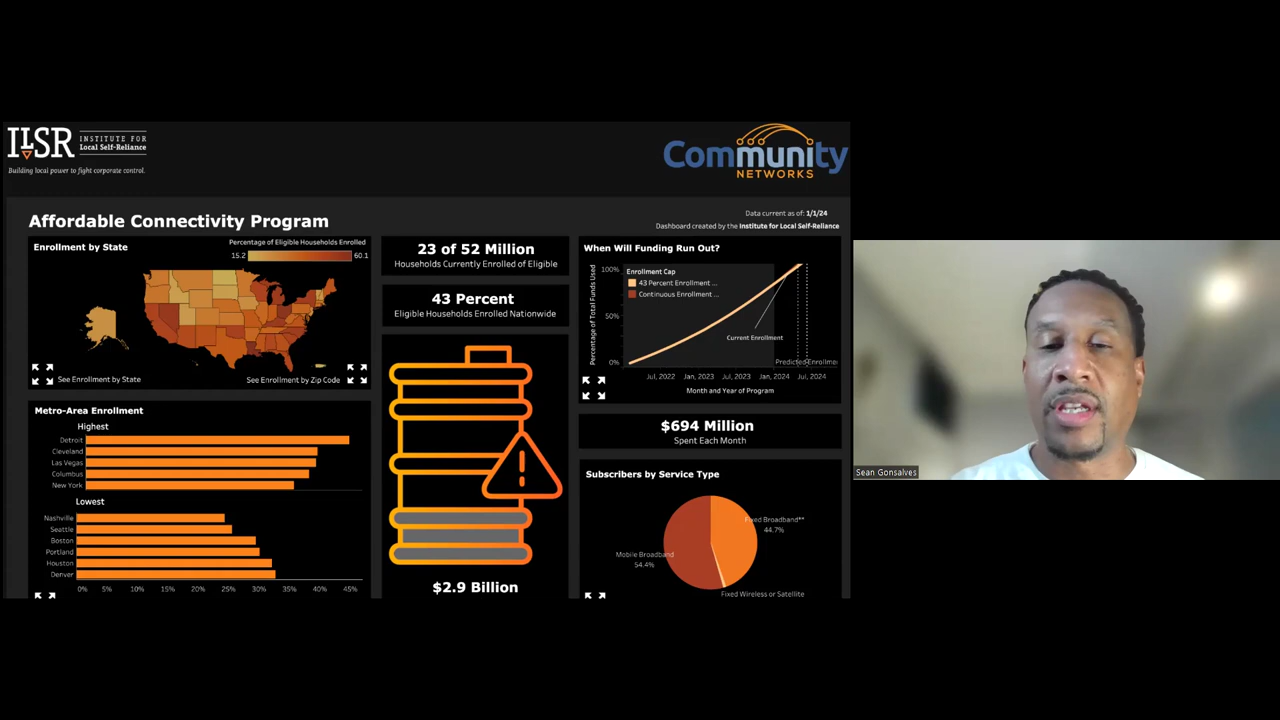 ILSR
INSTITUTE FOR
Local Self-Reliance
Building local power to fight corporate control.
Community
NETWORKS
Affordable Connectivity Program
Data current as of: 1/1/24
Dashboard created by the Institute for Local Self-Reliance
Enrollment by State
Percentage of Eligible Households Enrolled
15.2
60.1
See Enrollment by State
See Enrollment by Zip Code
Metro-Area Enrollment
Highest
Detroit
Cleveland
Las Vegas
Columbus
New York
Lowest
Nashville
Seattle
Boston
Portland
Houston
Denver
0% 5% 10% 15% 20% 25% 30% 35% 40% 45%
23 of 52 Million
Households Currently Enrolled of Eligible
43 Percent
Eligible Households Enrolled Nationwide
$2.9 Billion
When Will Funding Run Out?
Enrollment Cap
43 Percent Enrollment ...
Continuous Enrollment ...
Percentage of Total Funds Used
100%
50%
0%
Current Enrollment
Predicted Enrollme
Jul, 2022 Jan, 2023 Jul, 2023 Jan, 2024 Jul, 2024
Month and Year of Program
$694 Million
Spent Each Month
Subscribers by Service Type
Fixed Broadband**
44.7%
Mobile Broadband
54.4%
Fixed Wireless or Satellite
Sean Gonsalves